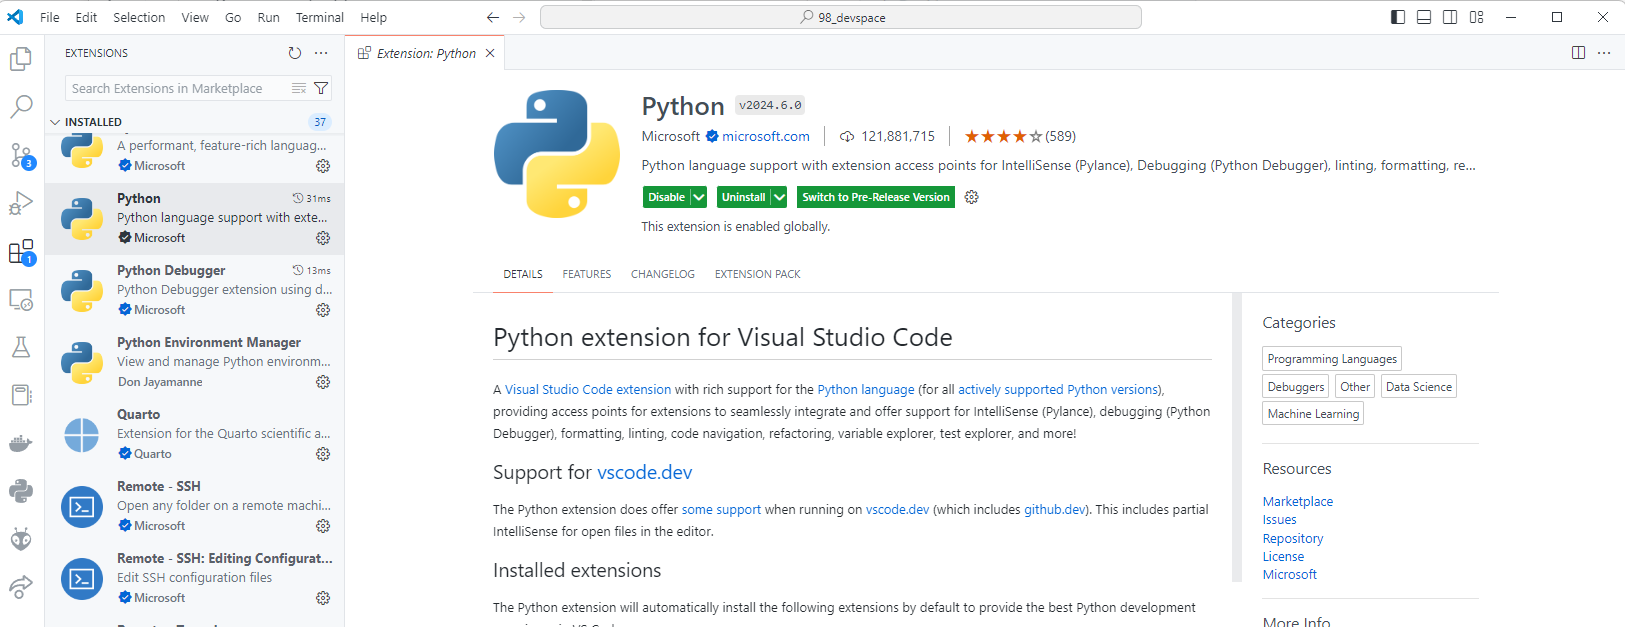 File Edit Selection View Go Run Terminal Help
98_devspace
EXTENSIONS
Search Extensions in Marketplace
INSTALLED 37
A performant, feature-rich languag...
Microsoft
Python 31ms
Python language support with exte...
Microsoft
Python Debugger 13ms
Python Debugger extension using d...
Microsoft
Python Environment Manager
View and manage Python environm...
Don Jayamanne
Quarto
Extension for the Quarto scientific a...
Quarto
Remote - SSH
Open any folder on a remote machi...
Microsoft
Remote - SSH: Editing Configurat...
Edit SSH configuration files
Microsoft
3
1
Extension: Python
Python v2024.6.0
Microsoft microsoft.com 121,881,715 (589)
Python language support with extension access points for IntelliSense (Pylance), Debugging (Python Debugger), linting, formatting, re...
Disable Uninstall Switch to Pre-Release Version
This extension is enabled globally.
DETAILS FEATURES CHANGELOG EXTENSION PACK
Python extension for Visual Studio Code
A Visual Studio Code extension with rich support for the Python language (for all actively supported Python versions),
providing access points for extensions to seamlessly integrate and offer support for IntelliSense (Pylance), debugging (Python
Debugger), formatting, linting, code navigation, refactoring, variable explorer, test explorer, and more!
Support for vscode.dev
The Python extension does offer some support when running on vscode.dev (which includes github.dev). This includes partial
IntelliSense for open files in the editor.
Installed extensions
The Python extension will automatically install the following extensions by default to provide the best Python development
Categories
Programming Languages
Debuggers Other Data Science
Machine Learning
Resources
Marketplace
Issues
Repository
License
Microsoft
More Info